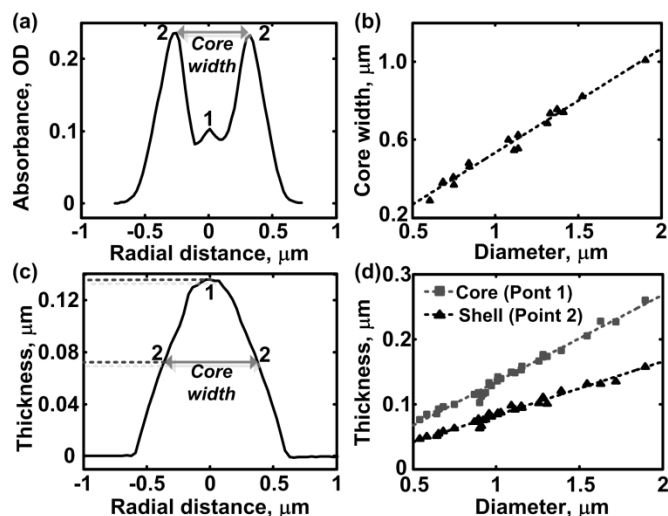 (a)
Absorbance, OD
0.2
0.1
0
2
2
Core
width
1
-1
-0.5
0
0.5
1
Radial distance, μm
(b)
Core width, μm
1.0
0.6
0.2
0.5
1
1.5
2
Diameter, μm
(c)
Thickness, μm
0.12
0.08
0.04
0
1
2
2
Core
width
-1
-0.5
0
0.5
1
Radial distance, μm
(d)
Thickness, μm
0.3
0.2
0.1
0
Core (Pont 1)
Shell (Point 2)
0.5
1
1.5
2
Diameter, μm